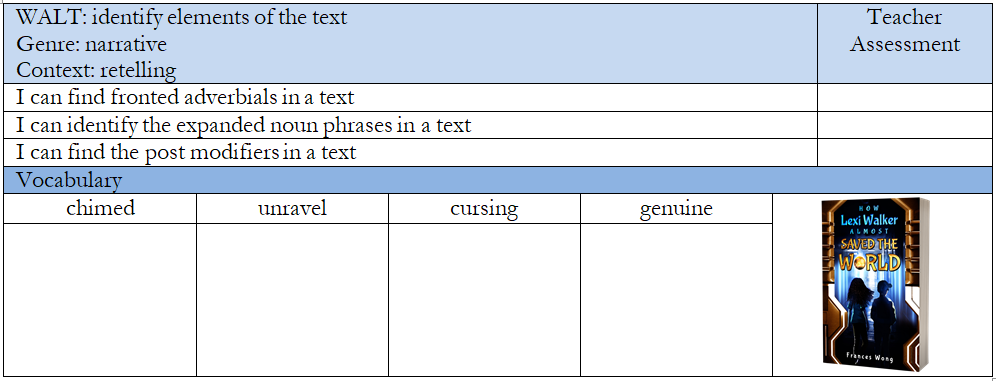 WALT: identify elements of the text
Genre: narrative
Context: retelling
Teacher
Assessment
I can find fronted adverbials in a text
I can identify the expanded noun phrases in a text
I can find the post modifiers in a text
Vocabulary
chimed
unravel
cursing
genuine
HOW
Lexi Walker
ALMOST
SAVED THE
WORLD
Frances Wong